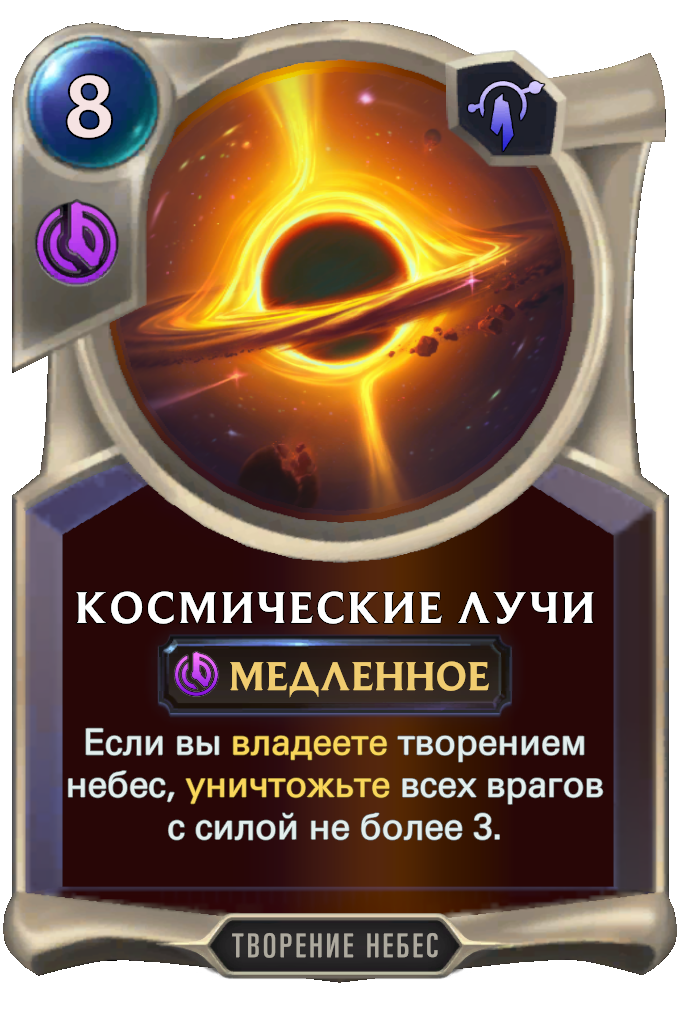 8
КОСМИЧЕСКИЕ ЛУЧИ
МЕДЛЕННОЕ
Если вы владеете творением
небес, уничтожьте всех врагов
с силой не более 3.
ТВОРЕНИЕ НЕБЕС